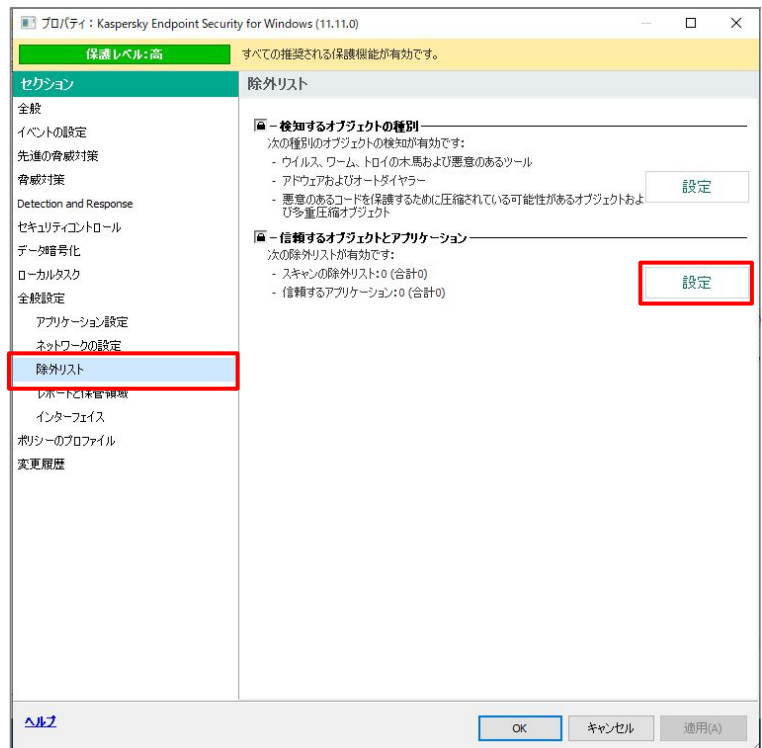 プロパティ：Kaspersky Endpoint Security for Windows (11.11.0)
保護レベル：高
すべての推奨される保護機能が有効です。
セクション
全般
イベントの設定
先進の脅威対策
脅威対策
Detection and Response
セキュリティコントロール
データ暗号化
ローカルタスク
全般設定
アプリケーション設定
ネットワークの設定
除外リスト
レポートと保管領域
インターフェイス
ポリシーのプロファイル
変更履歴
除外リスト
検知するオブジェクトの種別
次の種別のオブジェクトの検知が有効です：
- ウイルス、ワーム、トロイの木馬および悪意のあるツール
- アドウェアおよびオートダイヤラー
- 悪意のあるコードを保護するために圧縮されている可能性があるオブジェクトおよ
び多重圧縮オブジェクト
設定
信頼するオブジェクトとアプリケーション
次の除外リストが有効です：
- スキャンの除外リスト：0 (合計0)
- 信頼するアプリケーション：0 (合計0)
設定
ヘルプ
OK
キャンセル
適用(A)